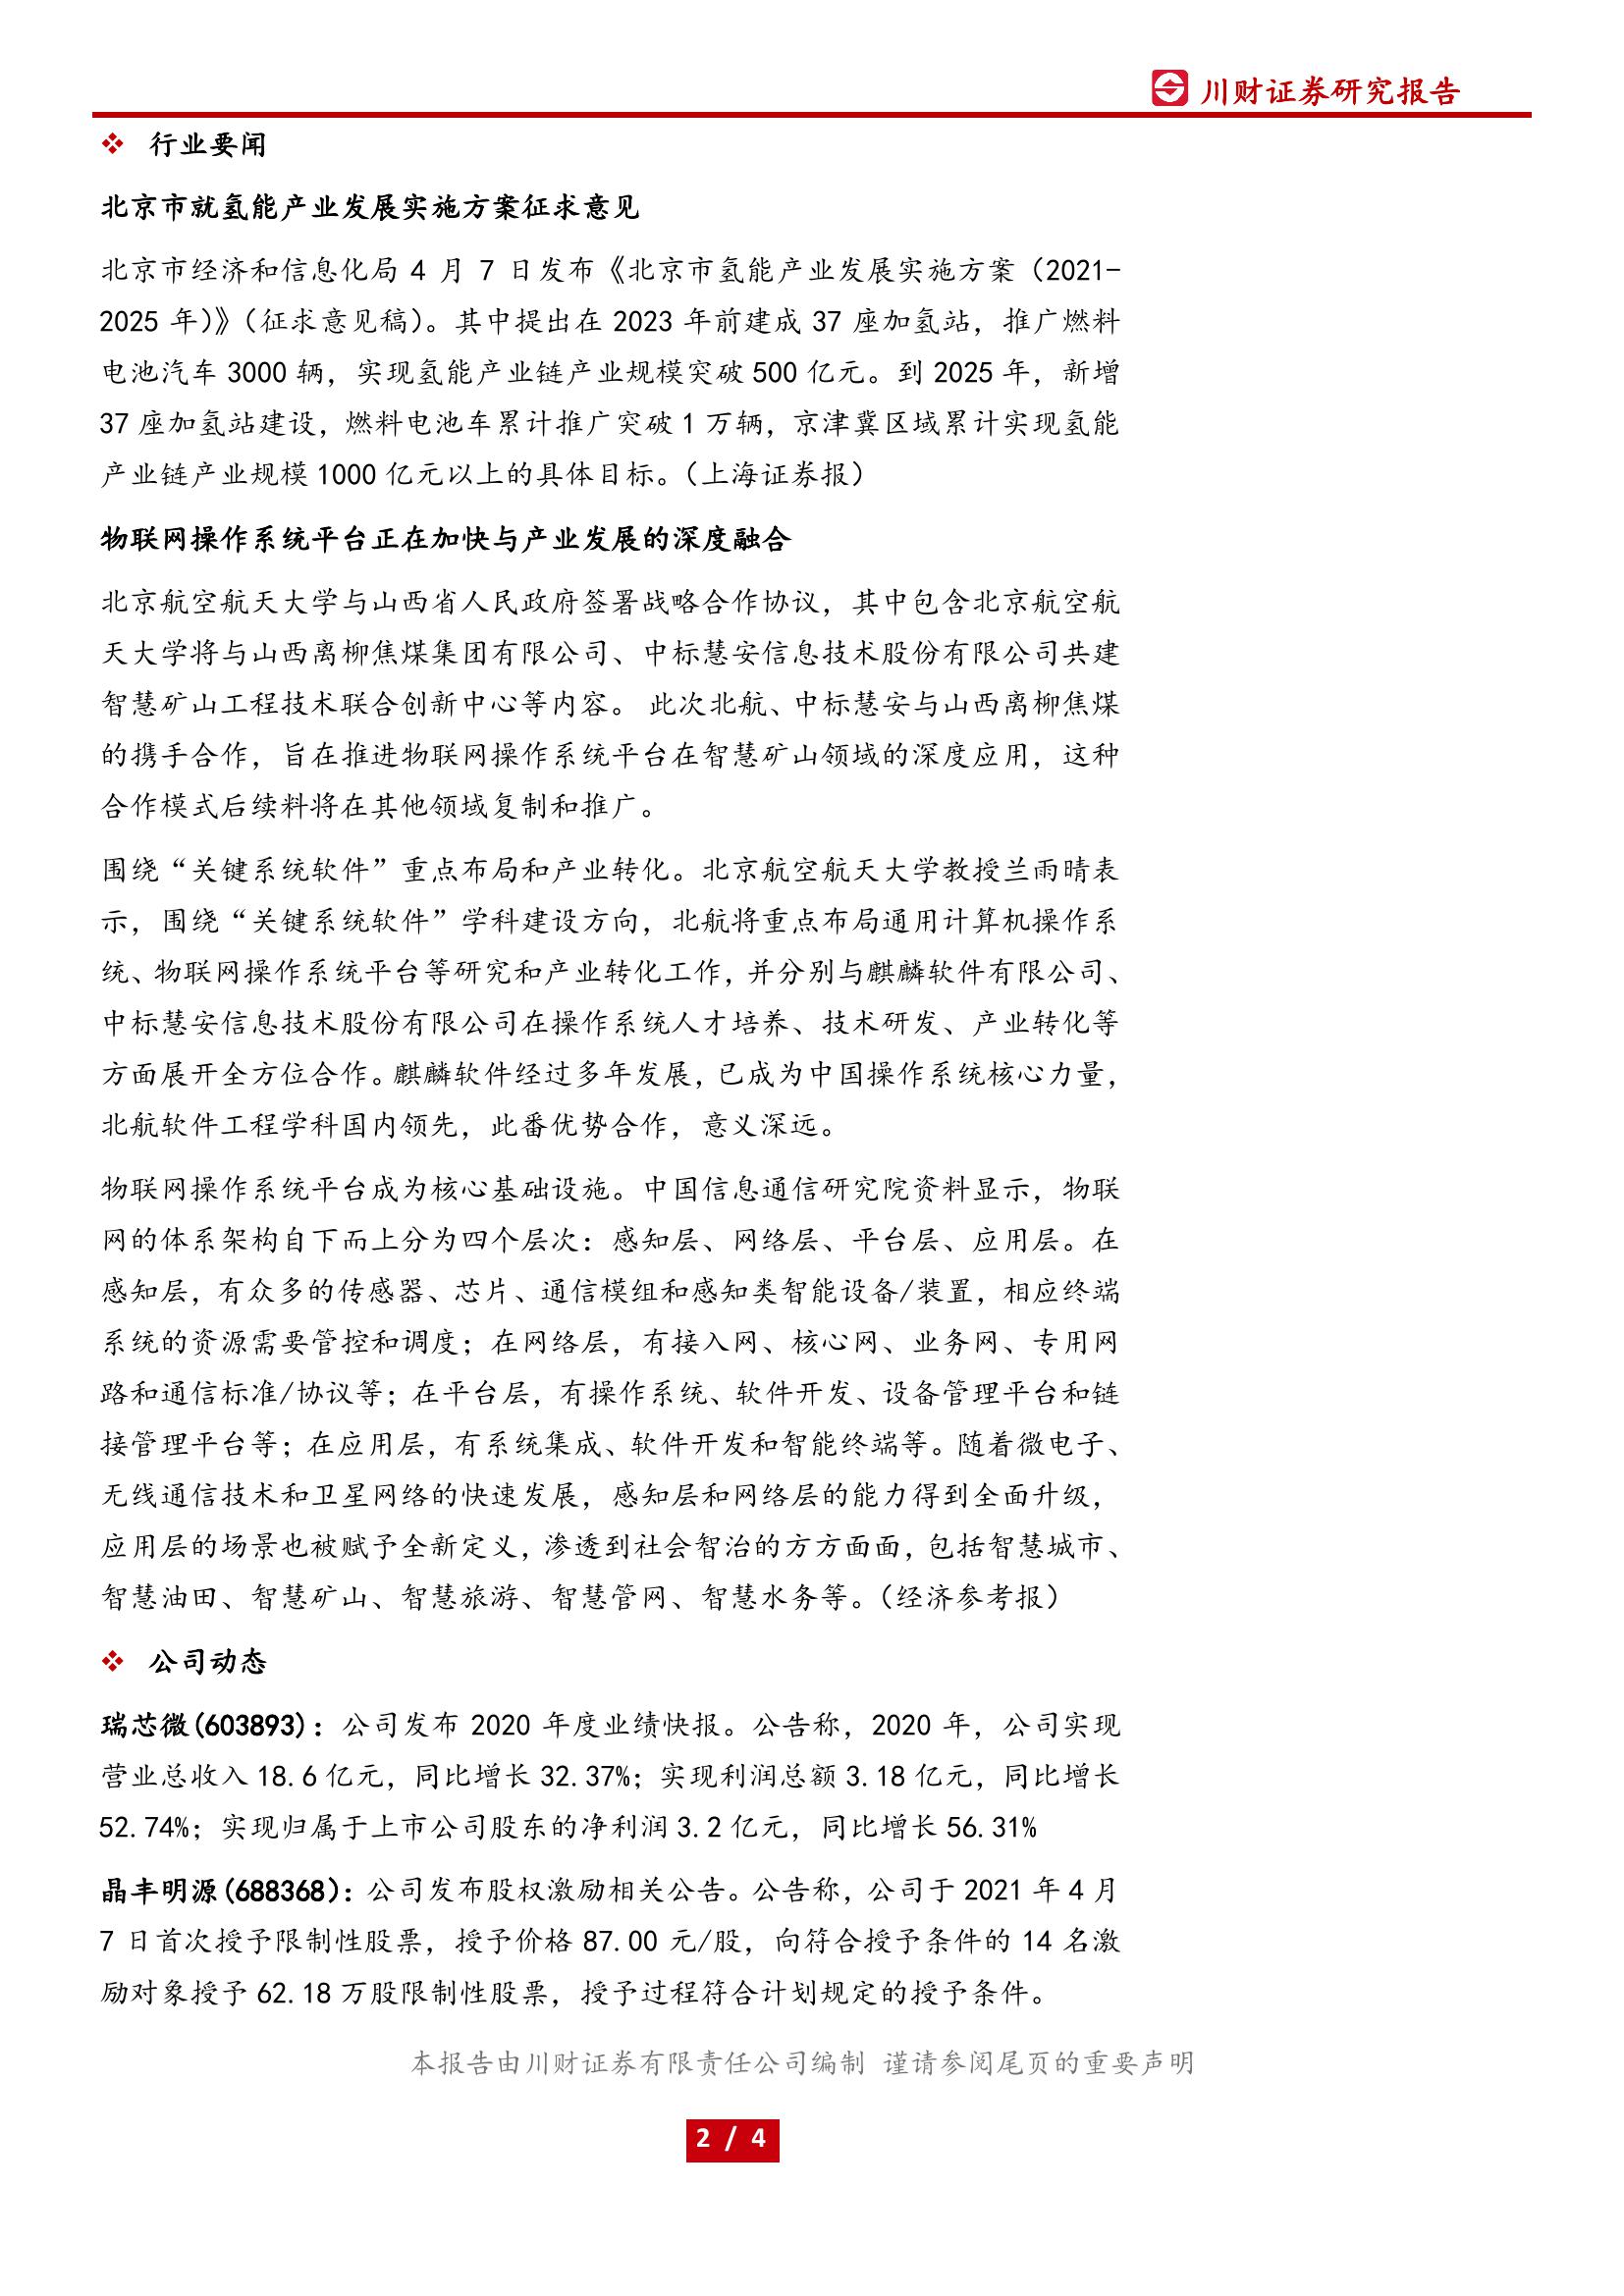 川财证券研究报告
❖ 行业要闻
北京市就氢能产业发展实施方案征求意见
北京市经济和信息化局 4 月 7 日发布《北京市氢能产业发展实施方案（2021-
2025 年）》（征求意见稿）。其中提出在 2023 年前建成 37 座加氢站，推广燃料
电池汽车 3000 辆，实现氢能产业链产业规模突破 500 亿元。到 2025 年，新增
37 座加氢站建设，燃料电池车累计推广突破 1 万辆，京津冀区域累计实现氢能
产业链产业规模 1000 亿元以上的具体目标。（上海证券报）
物联网操作系统平台正在加快与产业发展的深度融合
北京航空航天大学与山西省人民政府签署战略合作协议，其中包含北京航空航
天大学将与山西离柳焦煤集团有限公司、中标慧安信息技术股份有限公司共建
智慧矿山工程技术联合创新中心等内容。 此次北航、中标慧安与山西离柳焦煤
的携手合作，旨在推进物联网操作系统平台在智慧矿山领域的深度应用，这种
合作模式后续料将在其他领域复制和推广。
围绕“关键系统软件”重点布局和产业转化。北京航空航天大学教授兰雨晴表
示，围绕“关键系统软件”学科建设方向，北航将重点布局通用计算机操作系
统、物联网操作系统平台等研究和产业转化工作，并分别与麒麟软件有限公司、
中标慧安信息技术股份有限公司在操作系统人才培养、技术研发、产业转化等
方面展开全方位合作。麒麟软件经过多年发展，已成为中国操作系统核心力量，
北航软件工程学科国内领先，此番优势合作，意义深远。
物联网操作系统平台成为核心基础设施。中国信息通信研究院资料显示，物联
网的体系架构自下而上分为四个层次：感知层、网络层、平台层、应用层。在
感知层，有众多的传感器、芯片、通信模组和感知类智能设备/装置，相应终端
系统的资源需要管控和调度；在网络层，有接入网、核心网、业务网、专用网
路和通信标准/协议等；在平台层，有操作系统、软件开发、设备管理平台和链
接管理平台等；在应用层，有系统集成、软件开发和智能终端等。随着微电子、
无线通信技术和卫星网络的快速发展，感知层和网络层的能力得到全面升级，
应用层的场景也被赋予全新定义，渗透到社会智治的方方面面，包括智慧城市、
智慧油田、智慧矿山、智慧旅游、智慧管网、智慧水务等。（经济参考报）
❖ 公司动态
瑞芯微(603893)：公司发布 2020 年度业绩快报。公告称，2020 年，公司实现
营业总收入 18.6 亿元，同比增长 32.37%；实现利润总额 3.18 亿元，同比增长
52.74%；实现归属于上市公司股东的净利润 3.2 亿元，同比增长 56.31%
晶丰明源(688368)：公司发布股权激励相关公告。公告称，公司于 2021 年 4 月
7 日首次授予限制性股票，授予价格 87.00 元/股，向符合授予条件的 14 名激
励对象授予 62.18 万股限制性股票，授予过程符合计划规定的授予条件。
本报告由川财证券有限责任公司编制 谨请参阅尾页的重要声明
2 / 4